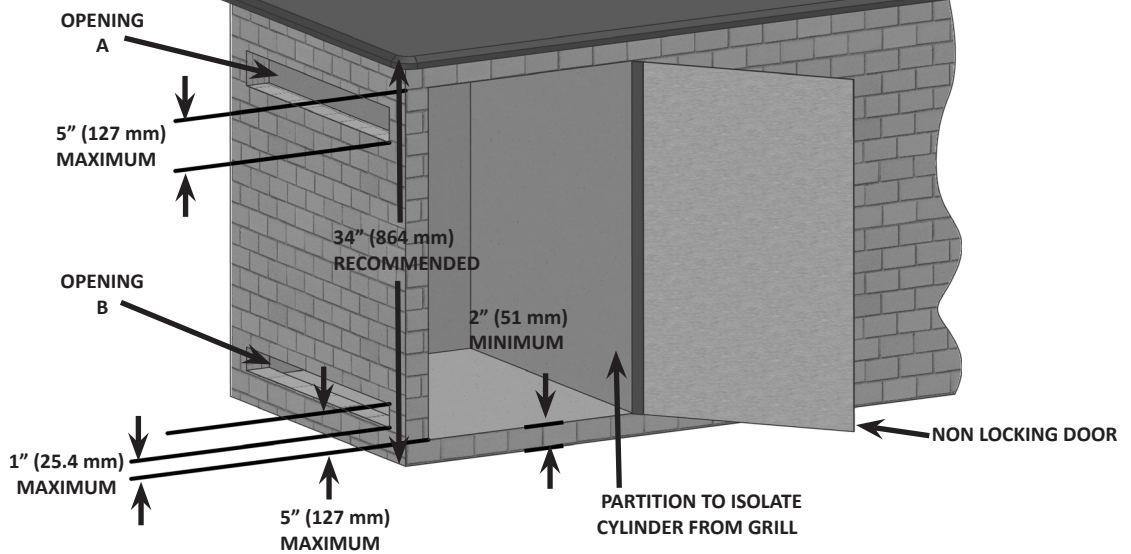 OPENING
A
5” (127 mm)
MAXIMUM
34” (864 mm)
RECOMMENDED
OPENING
B
2” (51 mm)
MINIMUM
NON LOCKING DOOR
1” (25.4 mm)
MAXIMUM
PARTITION TO ISOLATE
CYLINDER FROM GRILL
5” (127 mm)
MAXIMUM